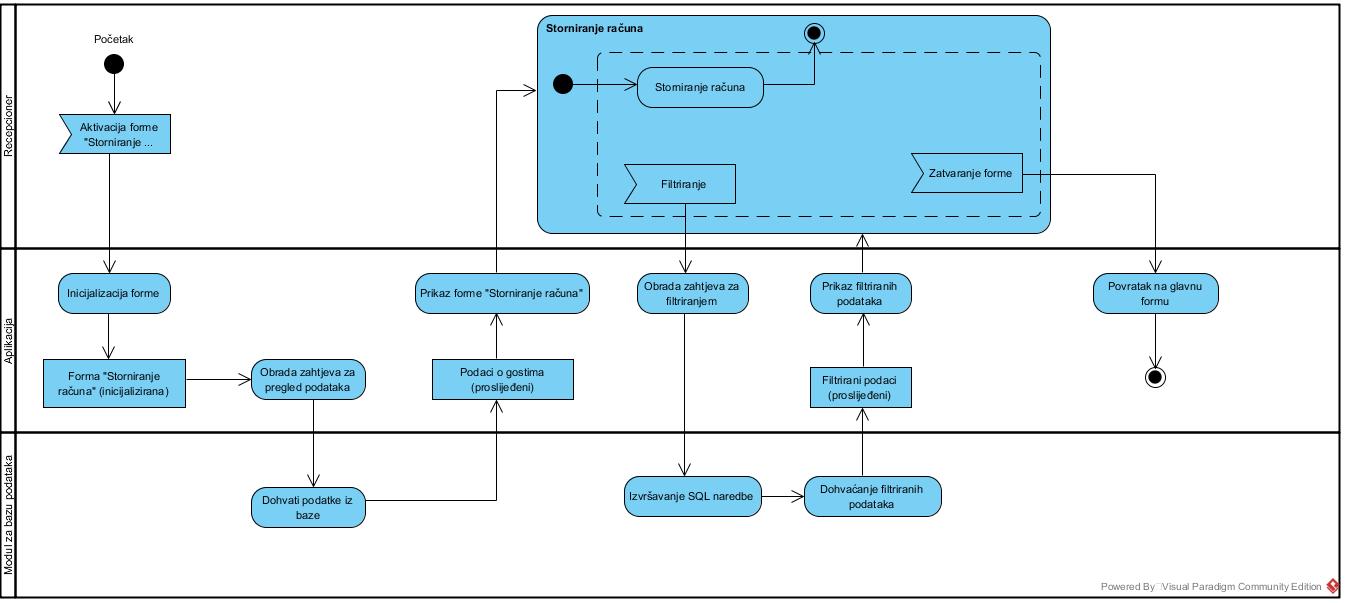 Recepcioner
Početak
Aktivacija forme
"Storniranje ...
Storniranje računa
Storniranje računa
Filtriranje
Zatvaranje forme
Aplikacija
Inicijalizacija forme
Forma "Storniranje
računa" (inicijalizirana)
Obrada zahtjeva za
pregled podataka
Prikaz forme "Storniranje računa"
Podaci o gostima
(proslijeđeni)
Obrada zahtjeva za
filtriranjem
Prikaz filtriranih
podataka
Filtrirani podaci
(proslijeđeni)
Povratak na glavnu
formu
Modul za bazu podataka
Dohvati podatke iz
baze
Izvršavanje SQL naredbe
Dohvaćanje filtriranih
podataka
Powered By Visual Paradigm Community Edition